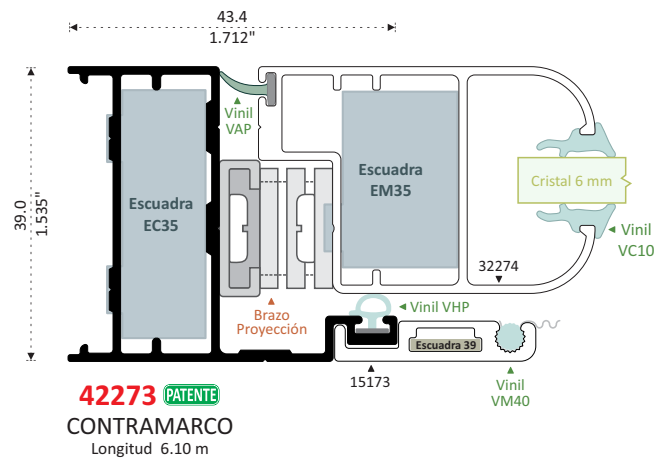 43.4
1.712"
39.0
1.535"
Vinil
VAP
Escuadra
EC35
Escuadra
EM35
Cristal 6 mm
Vinil
VC10
32274
Brazo
Proyección
Vinil VHP
Escuadra 39
15173
Vinil
VM40
42273 PATENTE
CONTRAMARCO
Longitud 6.10 m